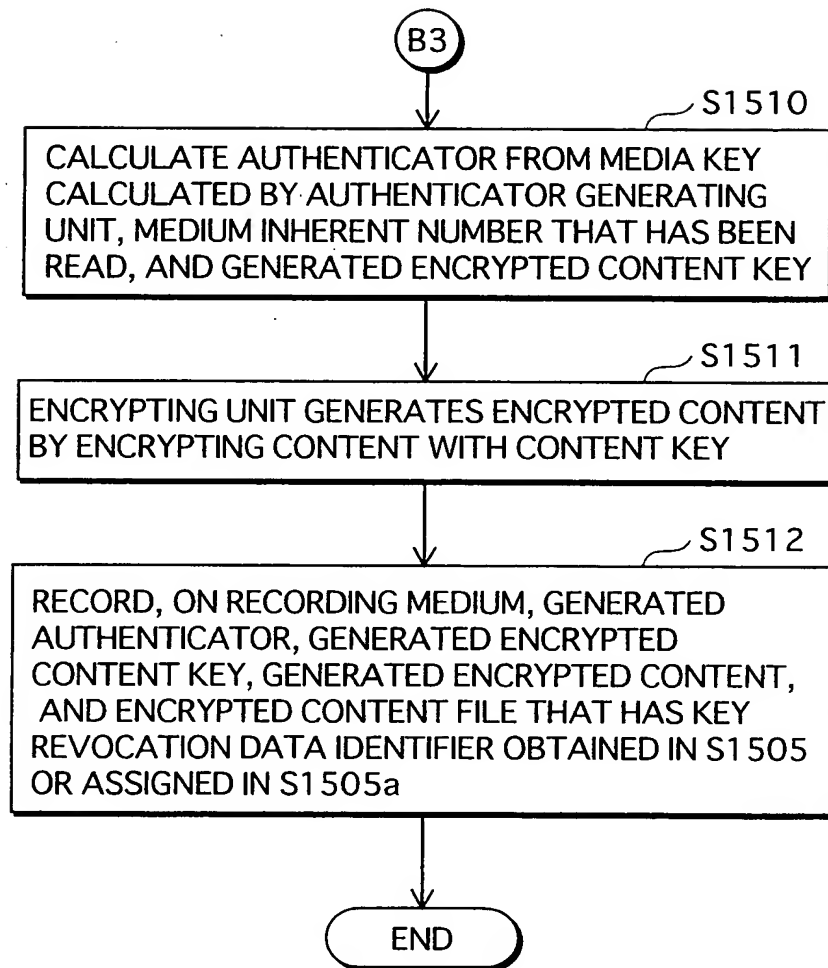 B3
S1510
CALCULATE AUTHENTICATOR FROM MEDIA KEY
CALCULATED BY AUTHENTICATOR GENERATING
UNIT, MEDIUM INHERENT NUMBER THAT HAS BEEN
READ, AND GENERATED ENCRYPTED CONTENT KEY
S1511
ENCRYPTING UNIT GENERATES ENCRYPTED CONTENT
BY ENCRYPTING CONTENT WITH CONTENT KEY
S1512
RECORD, ON RECORDING MEDIUM, GENERATED
AUTHENTICATOR, GENERATED ENCRYPTED
CONTENT KEY, GENERATED ENCRYPTED CONTENT,
AND ENCRYPTED CONTENT FILE THAT HAS KEY
REVOCATION DATA IDENTIFIER OBTAINED IN S1505
OR ASSIGNED IN S1505a
END